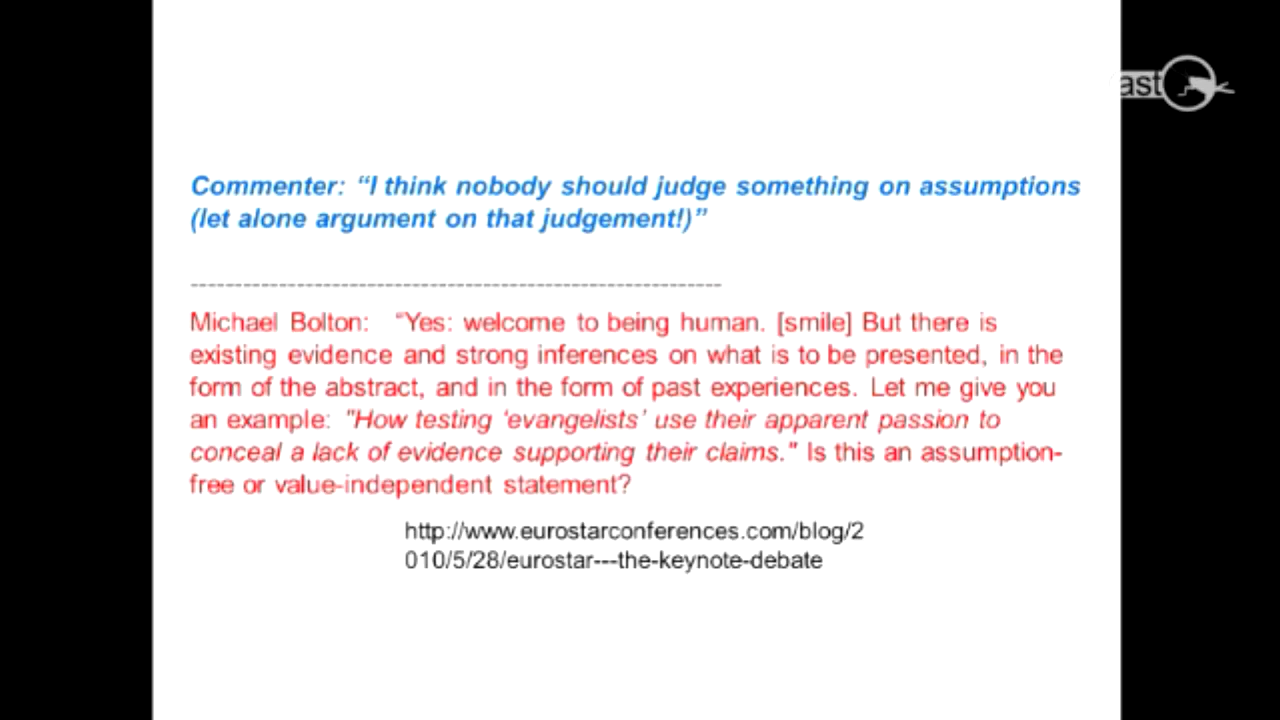 ast
Commenter: “I think nobody should judge something on assumptions
(let alone argument on that judgement!)”
------------------------------------------------------------
Michael Bolton: “Yes: welcome to being human. [smile] But there is
existing evidence and strong inferences on what is to be presented, in the
form of the abstract, and in the form of past experiences. Let me give you
an example: "How testing ‘evangelists’ use their apparent passion to
conceal a lack of evidence supporting their claims." Is this an assumption-
free or value-independent statement?
http://www.eurostarconferences.com/blog/2
010/5/28/eurostar---the-keynote-debate